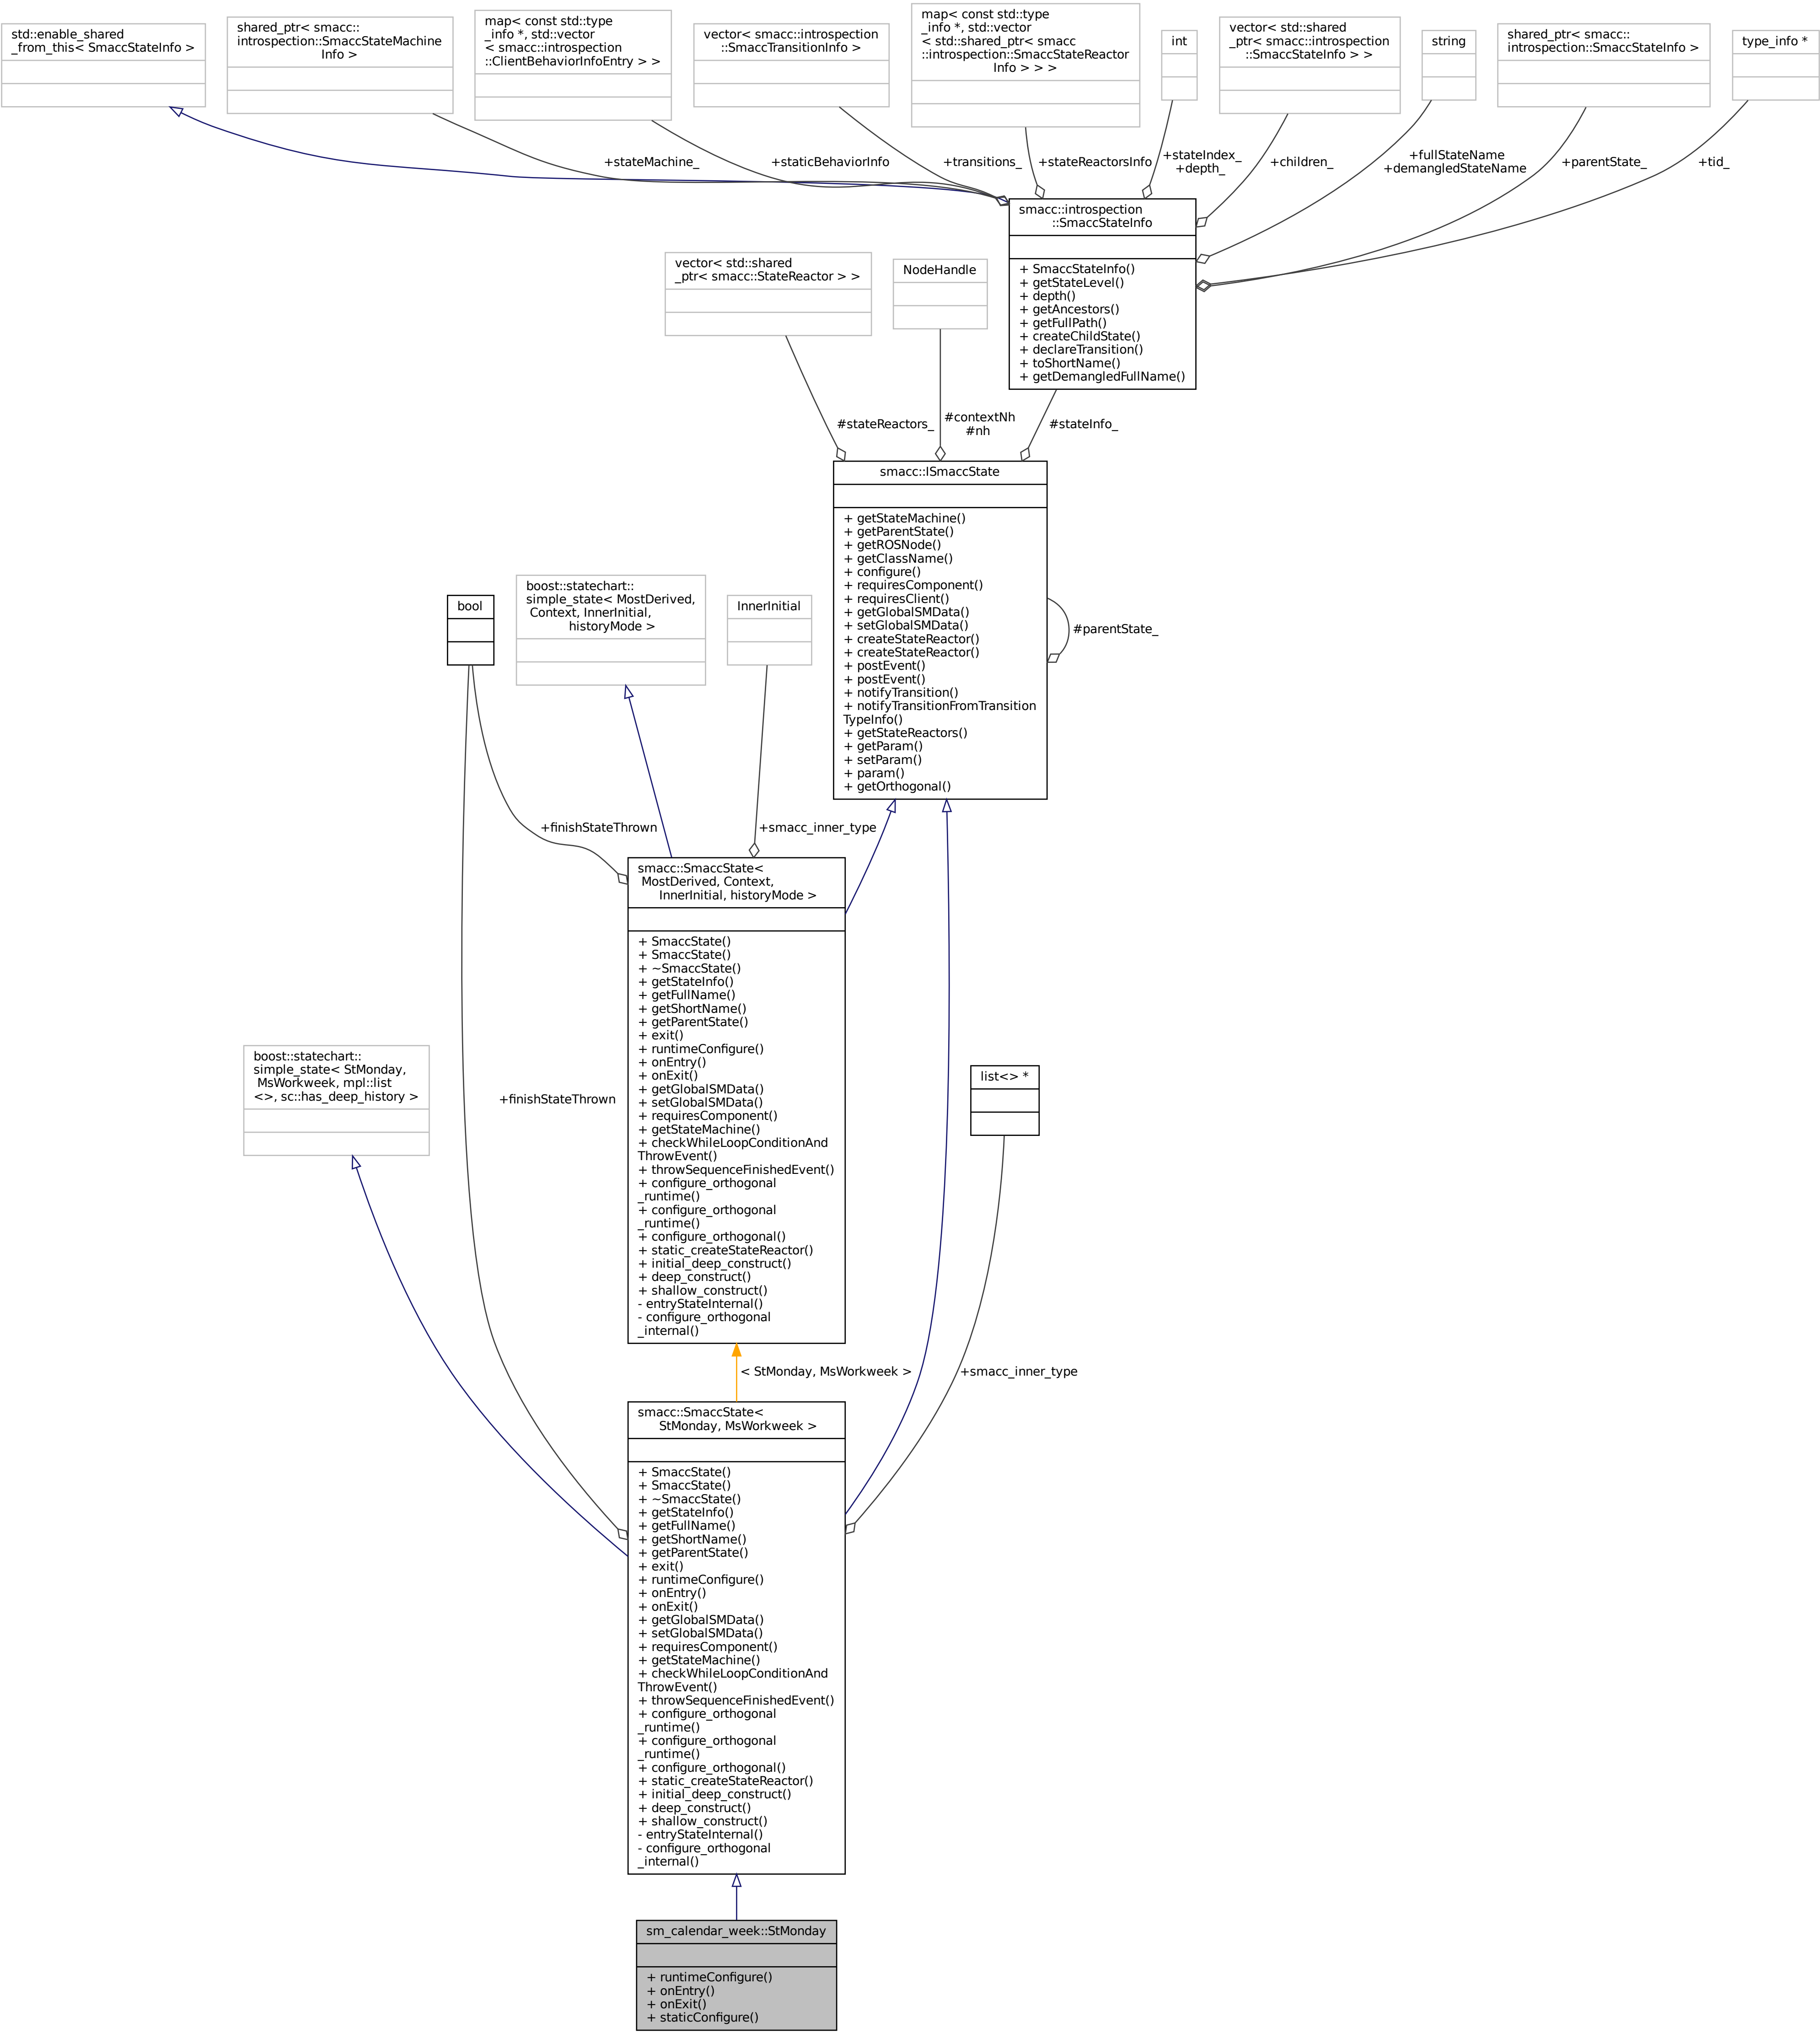 std::enable_shared
_from_this< SmaccStateInfo >
shared_ptr< smacc::
introspection::SmaccStateMachine
Info >
map< const std::type
_info *, std::vector
< smacc::introspection
::ClientBehaviorInfoEntry > >
vector< smacc::introspection
::SmaccTransitionInfo >
map< const std::type
_info *, std::vector
< std::shared_ptr< smacc
::introspection::SmaccStateReactor
Info > > >
int
vector< std::shared
_ptr< smacc::introspection
::SmaccStateInfo > >
string
shared_ptr< smacc::
introspection::SmaccStateInfo >
type_info *
+stateMachine_
+staticBehaviorInfo
+transitions_
+stateReactorsInfo
+stateIndex_
+depth_
+children_
+fullStateName
+demangledStateName
+parentState_
+tid_
smacc::introspection
::SmaccStateInfo
+ SmaccStateInfo()
+ getStateLevel()
+ depth()
+ getAncestors()
+ getFullPath()
+ createChildState()
+ declareTransition()
+ toShortName()
+ getDemangledFullName()
vector< std::shared
_ptr< smacc::StateReactor > >
NodeHandle
#stateReactors_
#contextNh
#nh
#stateInfo_
smacc::ISmaccState
+ getStateMachine()
+ getParentState()
+ getROSNode()
+ getClassName()
+ configure()
+ requiresComponent()
+ requiresClient()
+ getGlobalSMData()
+ setGlobalSMData()
+ createStateReactor()
+ createStateReactor()
+ postEvent()
+ postEvent()
+ notifyTransition()
+ notifyTransitionFromTransition
TypeInfo()
+ getStateReactors()
+ getParam()
+ setParam()
+ param()
+ getOrthogonal()
#parentState_
bool
boost::statechart::
simple_state< MostDerived,
Context, InnerInitial,
historyMode >
InnerInitial
+finishStateThrown
+smacc_inner_type
smacc::SmaccState<
MostDerived, Context,
InnerInitial, historyMode >
+ SmaccState()
+ SmaccState()
+ ~SmaccState()
+ getStateInfo()
+ getFullName()
+ getShortName()
+ getParentState()
+ exit()
+ runtimeConfigure()
+ onEntry()
+ onExit()
+ getGlobalSMData()
+ setGlobalSMData()
+ requiresComponent()
+ getStateMachine()
+ checkWhileLoopConditionAnd
ThrowEvent()
+ throwSequenceFinishedEvent()
+ configure_orthogonal
_runtime()
+ configure_orthogonal
_runtime()
+ configure_orthogonal()
+ static_createStateReactor()
+ initial_deep_construct()
+ deep_construct()
+ shallow_construct()
- entryStateInternal()
- configure_orthogonal
_internal()
boost::statechart::
simple_state< StMonday,
MsWorkweek, mpl::list
<>, sc::has_deep_history >
+finishStateThrown
list<> *
< StMonday, MsWorkweek >
+smacc_inner_type
smacc::SmaccState<
StMonday, MsWorkweek >
+ SmaccState()
+ SmaccState()
+ ~SmaccState()
+ getStateInfo()
+ getFullName()
+ getShortName()
+ getParentState()
+ exit()
+ runtimeConfigure()
+ onEntry()
+ onExit()
+ getGlobalSMData()
+ setGlobalSMData()
+ requiresComponent()
+ getStateMachine()
+ checkWhileLoopConditionAnd
ThrowEvent()
+ throwSequenceFinishedEvent()
+ configure_orthogonal
_runtime()
+ configure_orthogonal
_runtime()
+ configure_orthogonal()
+ static_createStateReactor()
+ initial_deep_construct()
+ deep_construct()
+ shallow_construct()
- entryStateInternal()
- configure_orthogonal
_internal()
sm_calendar_week::StMonday
+ runtimeConfigure()
+ onEntry()
+ onExit()
+ staticConfigure()